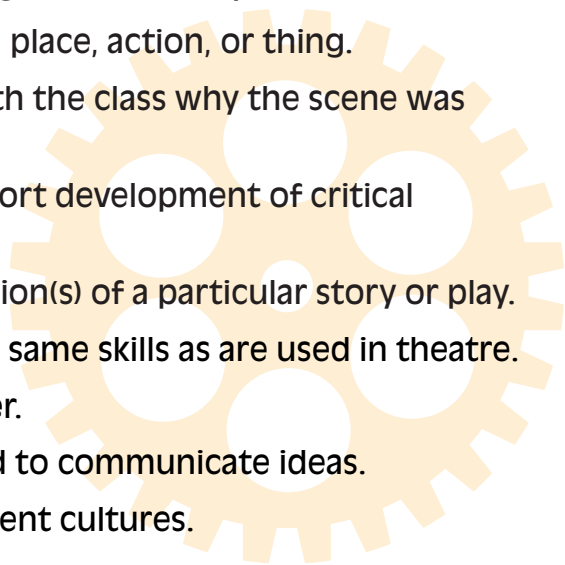 place, action, or thing.
th the class why the scene was
ort development of critical
ion(s) of a particular story or play.
same skills as are used in theatre.
er.
d to communicate ideas.
ent cultures.